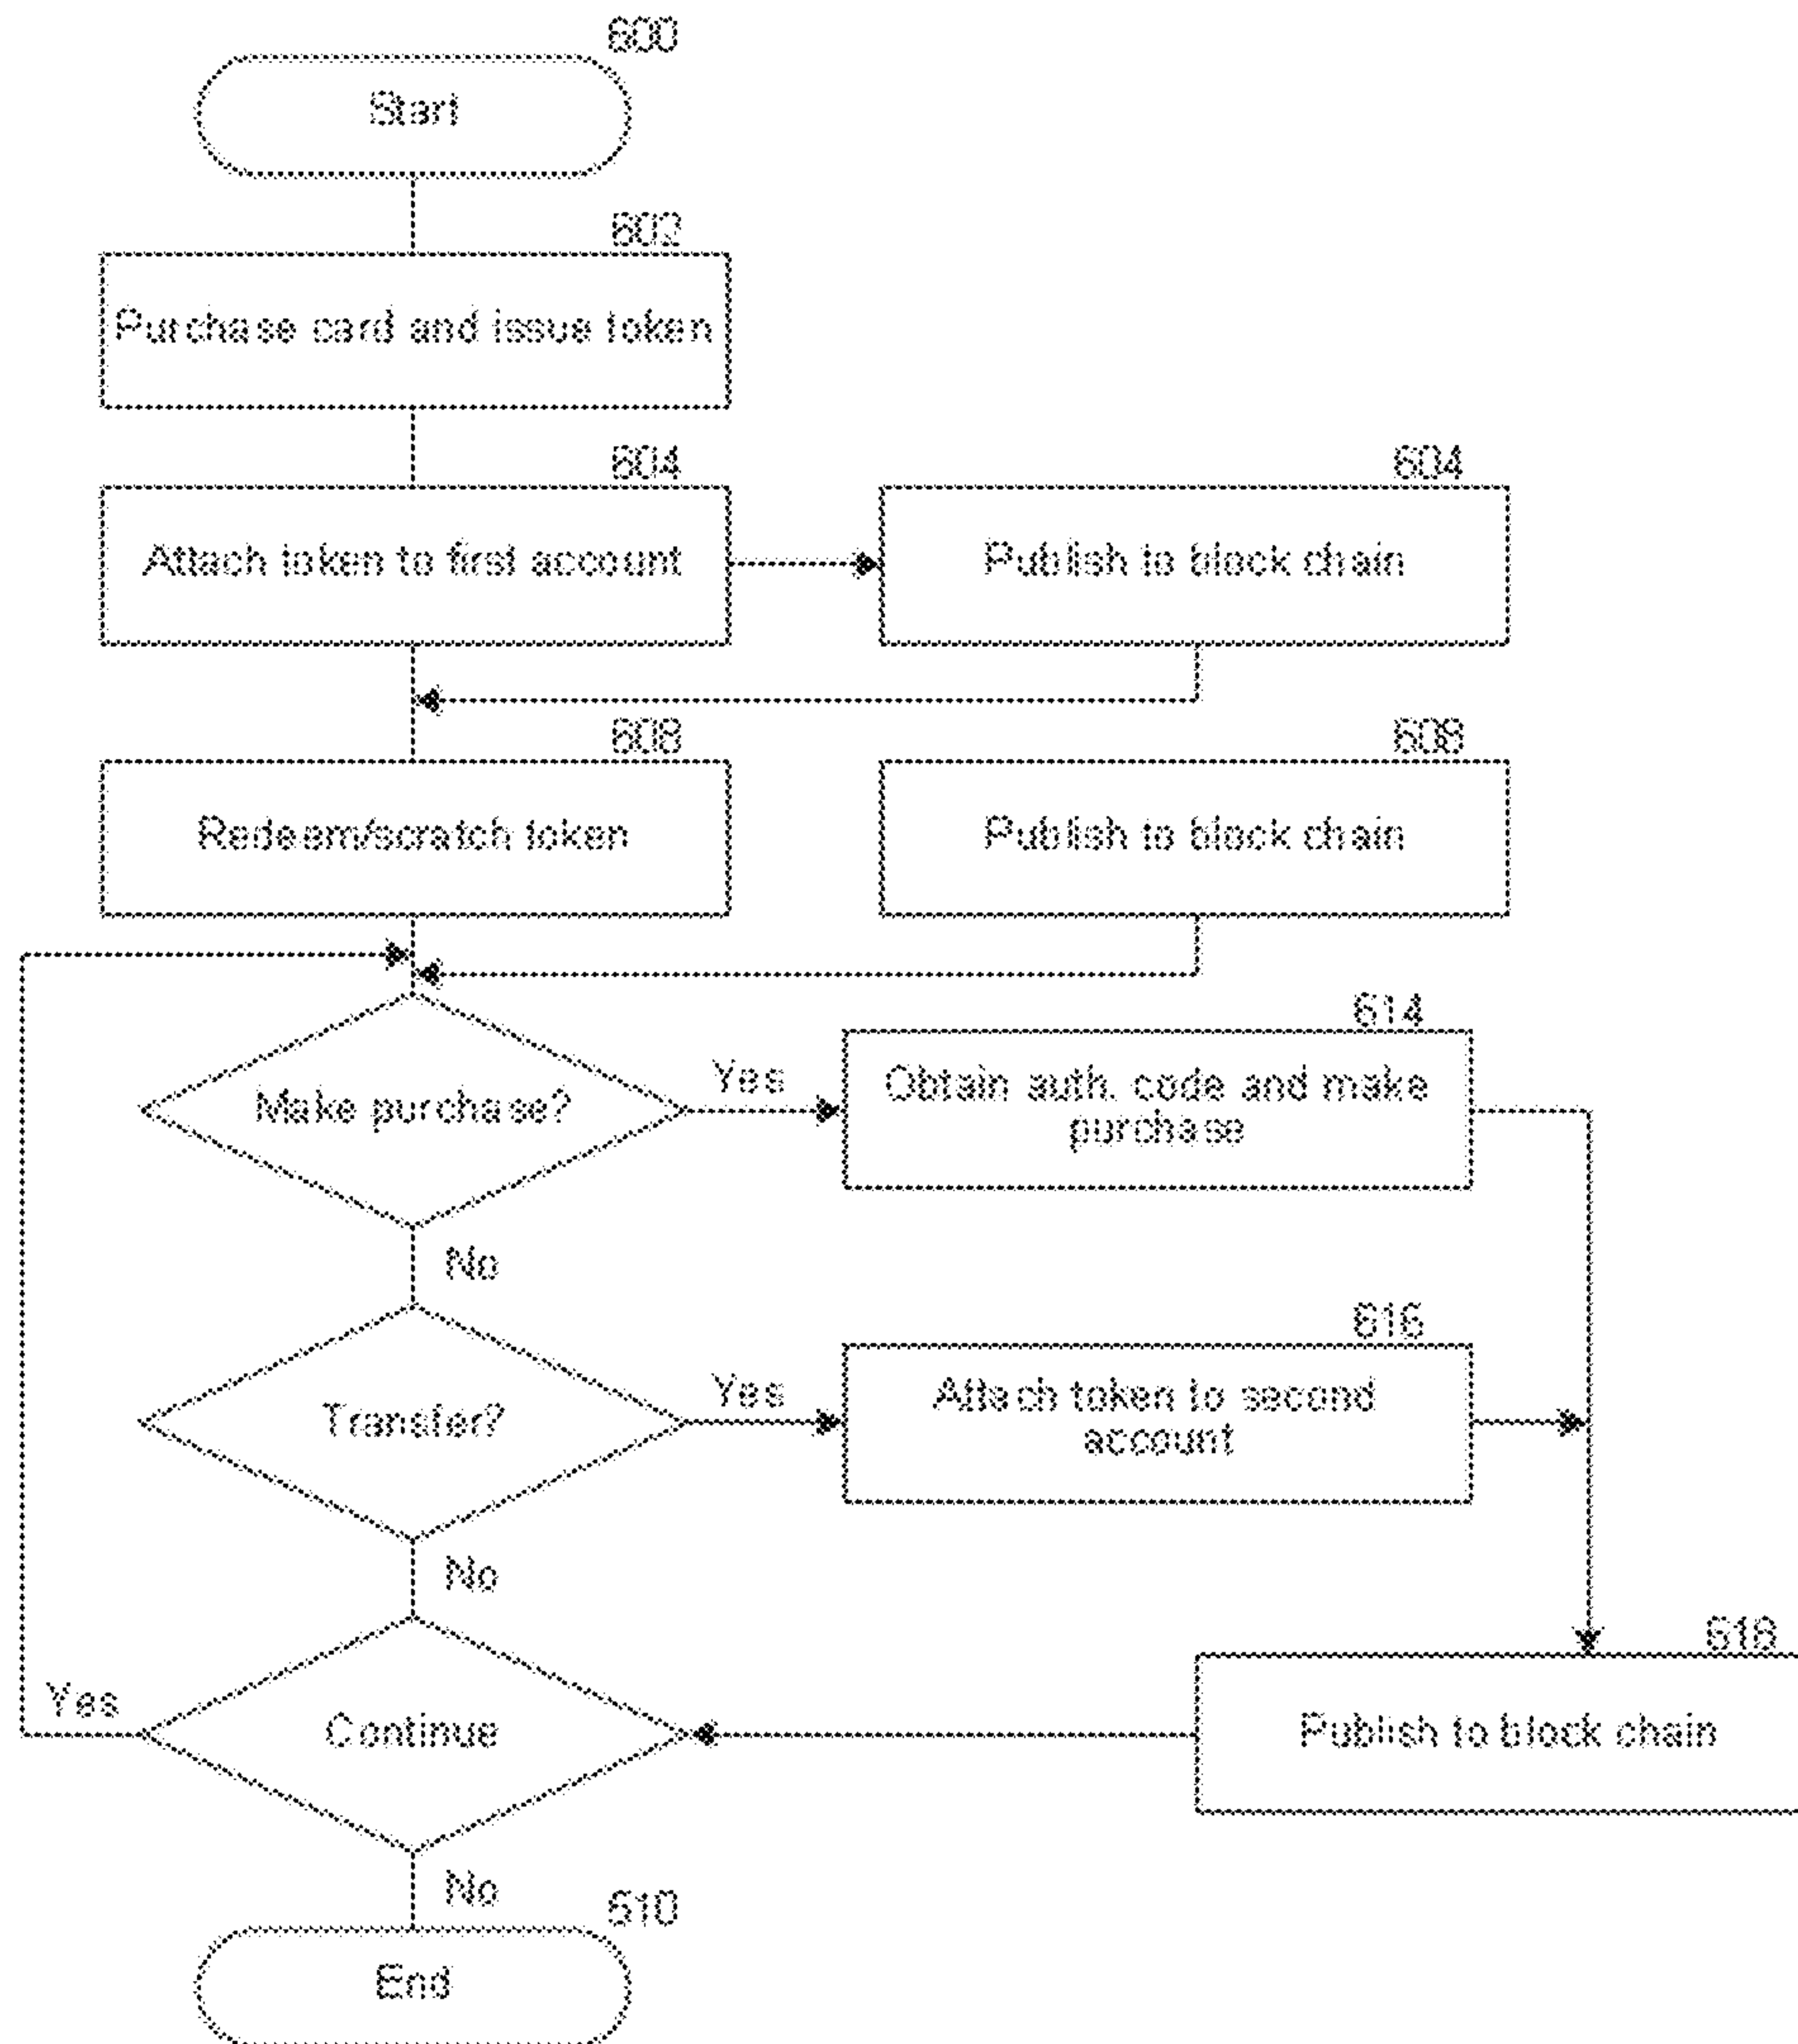 600
Start
602
Purchase card and issue token
604
Attach token to first account
604
Publish to block chain
608
Redeem/scratch token
608
Publish to block chain
Make purchase?
Yes
614
Obtain auth. code and make
purchase
No
Transfer?
Yes
616
Attach token to second
account
No
Continue
Yes
618
Publish to block chain
No
610
End